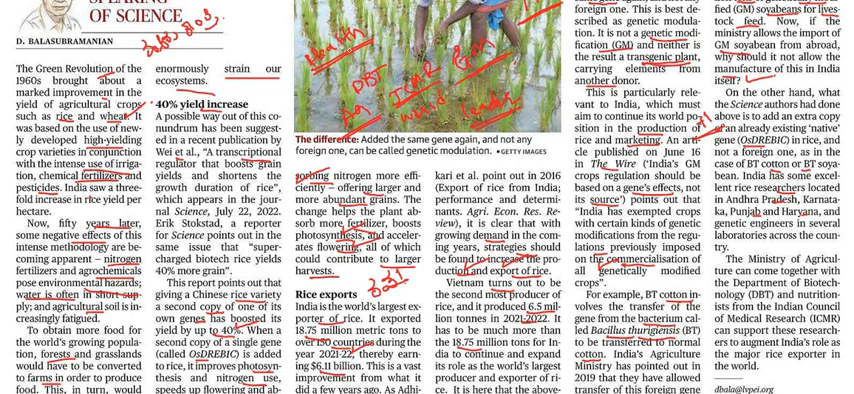 SPEAKING
OF SCIENCE
D. BALASUBRAMANIAN
The Green Revolution of the
1960s brought about a
marked improvement in the
yield of agricultural crops
such as rice and wheat. It
was based on the use of new-
ly developed high-yielding
crop varieties in conjunction
with the intense use of irriga-
tion, chemical fertilizers and
pesticides. India saw a three-
fold increase in rice yield per
hectare.
Now, fifty years later,
some negative effects of this
intense methodology are be-
coming apparent – nitrogen
fertilizers and agrochemicals
pose environmental hazards;
water is often in short sup-
ply; and agricultural soil is in-
creasingly fatigued.
To obtain more food for
the world's growing popula-
tion, forests and grasslands
would have to be converted
to farms in order to produce
food. This, in turn, would
enormously strain our
ecosystems.
40% yield increase
A possible way out of this co-
nundrum has been suggest-
ed in a recent publication by
Wei et al., "A transcriptional
regulator that boosts grain
yields and shortens the
growth duration of rice",
which appears in the jour-
nal Science, July 22, 2022.
Erik Stokstad, a reporter
for Science points out in the
same issue that "super-
charged biotech rice yields
40% more grain".
This report points out that
giving a Chinese rice variety
a second copy of one of its
own genes has boosted its
yield by up to 40%. When a
second copy of a single gene
(called OsDREBIC) is added
to rice, it improves photosyn-
thesis and nitrogen use,
speeds up flowering and ab-
Health
DBT
Ag
ICMR
world
leader
The difference: Added the same gene again, and not any
foreign one, can be called genetic modulation. •GETTY IMAGES
sorbing nitrogen more effi-
ciently – offering larger and
more abundant grains. The
change helps the plant ab-
sorb more fertilizer, boosts
photosynthesis, and acceler-
ates flowering, all of which
could contribute to larger
harvests.
Rice exports
India is the world's largest ex-
porter of rice. It exported
18.75 million metric tons to
over 150 countries during the
year 2021-22, thereby earn-
ing $6.11 billion. This is a vast
improvement from what it
did a few years ago. As Adhi-
kari et al. point out in 2016
(Export of rice from India;
performance and determi-
nants. Agri. Econ. Res. Re-
view), it is clear that with
growing demand in the com-
ing years, strategies should
be found to increase the pro-
duction and export of rice.
Vietnam turns out to be
the second most producer of
rice, and it produced 6.5 mil-
lion tonnes in 2021-2022. It
has to be much more than
the 18.75 million tons for In-
dia to continue and expand
its role as the world's largest
producer and exporter of ri-
ce. It is here that the above-
foreign one. This is best de-
scribed as genetic modula-
tion. It is not a genetic modi-
fication (GM) and neither is
the result a transgenic plant,
carrying elements from
another donor.
This is particularly rele-
vant to India, which must
aim to continue its world po-
sition in the production of
rice and marketing. An arti-
cle published on June 16
in The Wire ('India's GM
crops regulation should be
based on a gene's effects, not
its source') points out that
"India has exempted crops
with certain kinds of genetic
modifications from the regu-
lations previously imposed
on the commercialisation of
all genetically modified
crops".
For example, BT cotton in-
volves the transfer of the
gene from the bacterium cal-
led Bacillus thurigiensis (BT)
to be transferred to normal
cotton. India's Agriculture
Ministry has pointed out in
2019 that they have allowed
transfer of this foreign gene
fied (GM) soyabeans for lives-
tock feed. Now, if the
ministry allows the import of
GM soyabean from abroad,
why should it not allow the
manufacture of this in India
itself?
On the other hand, what
the Science authors had done
above is to add an extra copy
of an already existing 'native'
gene (OsDREBIC) in rice, and
not a foreign one, as in the
case of BT cotton or BT soya-
bean. India has some excel-
lent rice researchers located
in Andhra Pradesh, Karnata-
ka, Punjab and Haryana, and
genetic engineers in several
laboratories across the coun-
try.
The Ministry of Agricul-
ture can come together with
the Department of Biotech-
nology (DBT) and nutrition-
ists from the Indian Council
of Medical Research (ICMR)
can support these research-
ers to augment India's role as
the major rice exporter in
the world.
dbala@lvpei.org